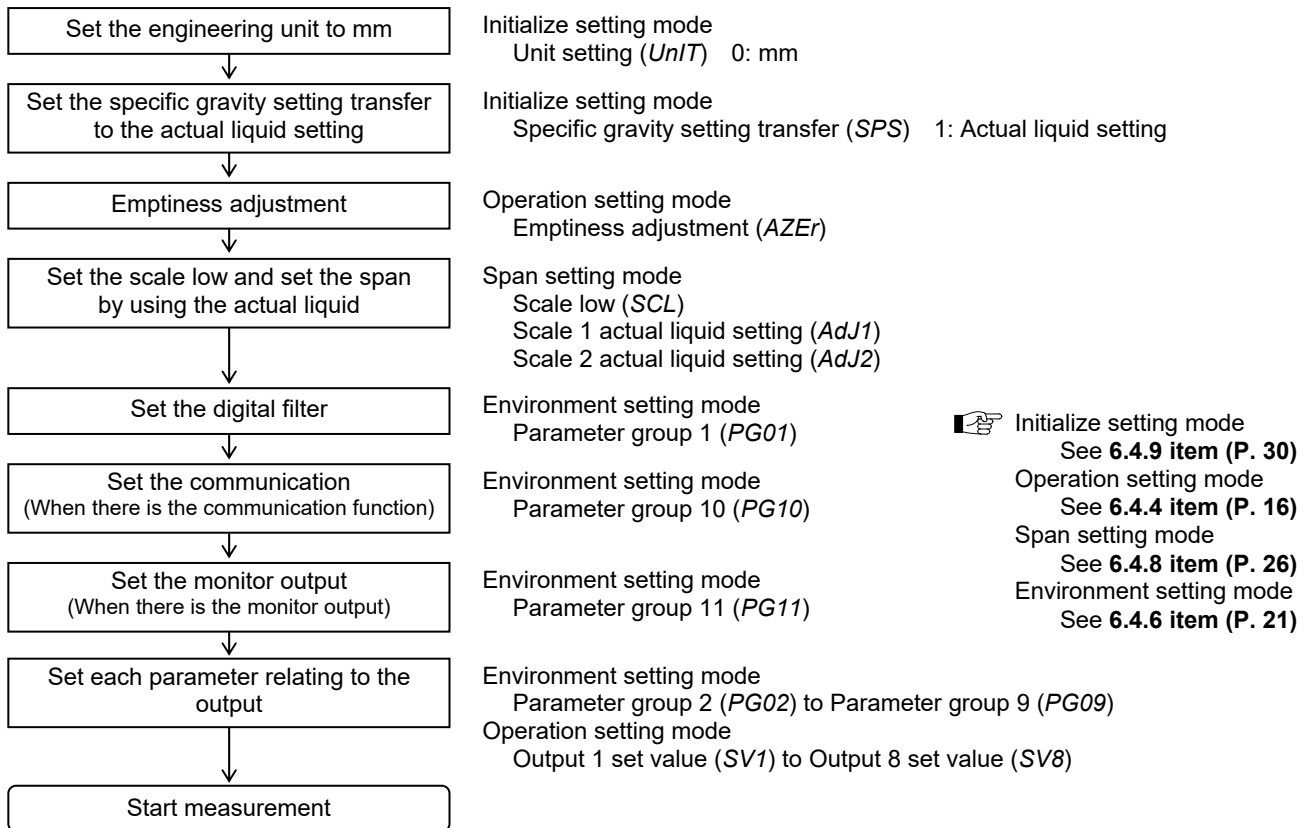 Set the engineering unit to mm
Initialize setting mode
Unit setting (UnIT) 0: mm
Set the specific gravity setting transfer
to the actual liquid setting
Initialize setting mode
Specific gravity setting transfer (SPS) 1: Actual liquid setting
Emptiness adjustment
Operation setting mode
Emptiness adjustment (AZEr)
Set the scale low and set the span
by using the actual liquid
Span setting mode
Scale low (SCL)
Scale 1 actual liquid setting (AdJ1)
Scale 2 actual liquid setting (AdJ2)
Set the digital filter
Environment setting mode
Parameter group 1 (PG01)
Set the communication
(When there is the communication function)
Environment setting mode
Parameter group 10 (PG10)
Set the monitor output
(When there is the monitor output)
Environment setting mode
Parameter group 11 (PG11)
Set each parameter relating to the
output
Environment setting mode
Parameter group 2 (PG02) to Parameter group 9 (PG09)
Operation setting mode
Output 1 set value (SV1) to Output 8 set value (SV8)
Start measurement
Initialize setting mode
See 6.4.9 item (P. 30)
Operation setting mode
See 6.4.4 item (P. 16)
Span setting mode
See 6.4.8 item (P. 26)
Environment setting mode
See 6.4.6 item (P. 21)